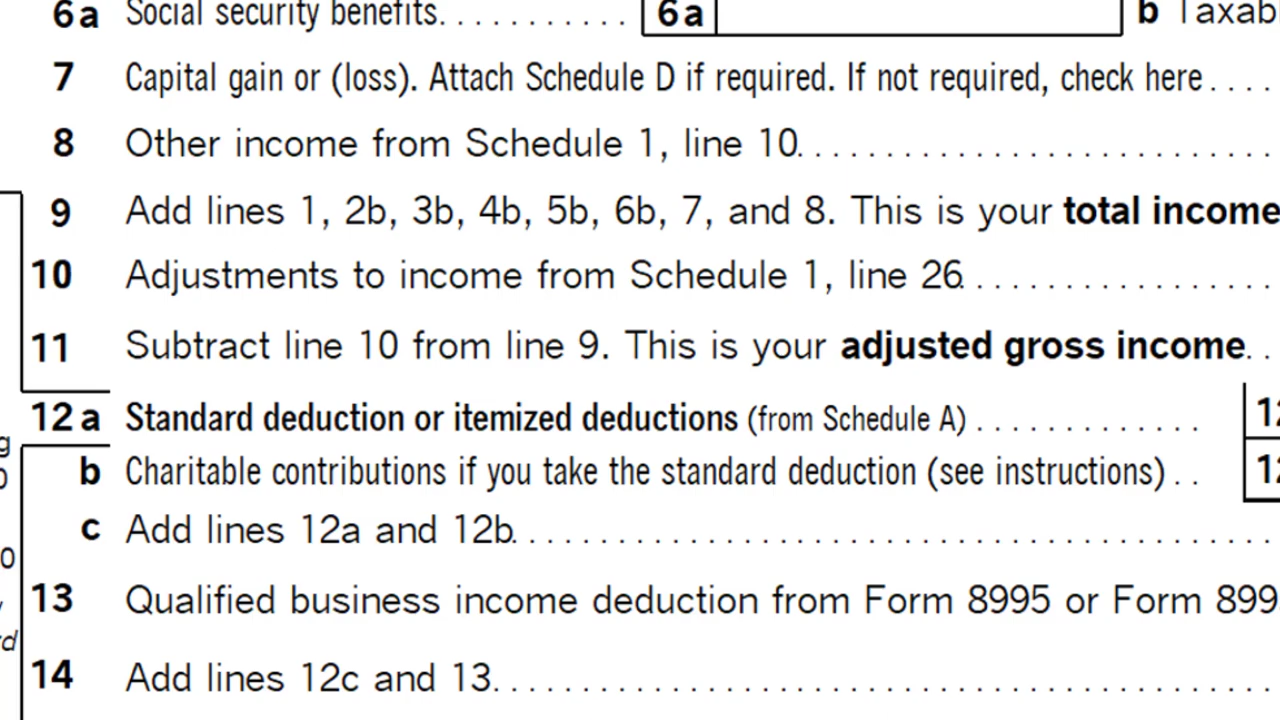 6a Social security benefits. . . . . . . . . . . 6a b
7 Capital gain or (loss). Attach Schedule D if required. If not required, check here . . . .
8 Other income from Schedule 1, line 10. . . . . . . . . . . . . . . . . . . . . . . . .
9 Add lines 1, 2b, 3b, 4b, 5b, 6b, 7, and 8. This is your total income
10 Adjustments to income from Schedule 1, line 26 . . . . . . . . . . . . . . . . .
11 Subtract line 10 from line 9. This is your adjusted gross income. .
12a Standard deduction or itemized deductions (from Schedule A) . . . . . . . . . . . . .
b Charitable contributions if you take the standard deduction (see instructions) . .
c Add lines 12a and 12b. . . . . . . . . . . . . . . . . . . . . . . . . . . . . . . .
13 Qualified business income deduction from Form 8995 or Form 899
14 Add lines 12c and 13. . . . . . . . . . . . . . . . . . . . . . . . . . . . . . . . .